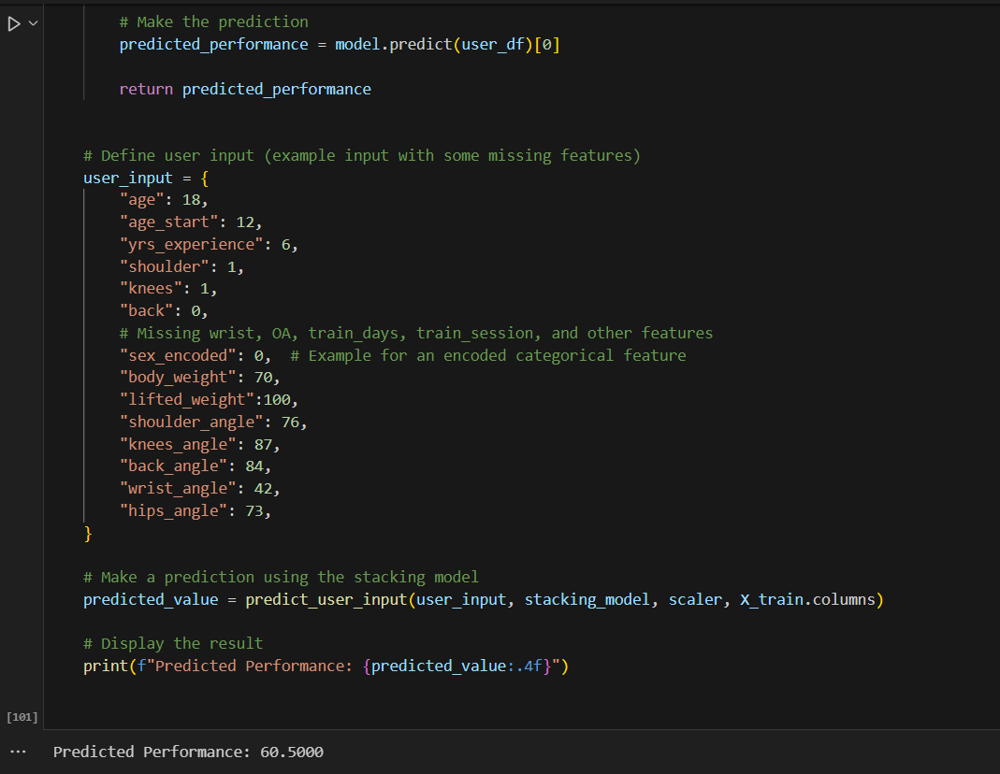 # Make the prediction
predicted_performance = model.predict(user_df)[0]
return predicted_performance
# Define user input (example input with some missing features)
user_input = {
"age": 18,
"age_start": 12,
"yrs_experience": 6,
"shoulder": 1,
"knees": 1,
"back": 0,
# Missing wrist, OA, train_days, train_session, and other features
"sex_encoded": 0,  # Example for an encoded categorical feature
"body_weight": 70,
"lifted_weight":100,
"shoulder_angle": 76,
"knees_angle": 87,
"back_angle": 84,
"wrist_angle": 42,
"hips_angle": 73,
}
# Make a prediction using the stacking model
predicted_value = predict_user_input(user_input, stacking_model, scaler, X_train.columns)
# Display the result
print(f"Predicted Performance: {predicted_value:.4f}")
[101]
... Predicted Performance: 60.5000